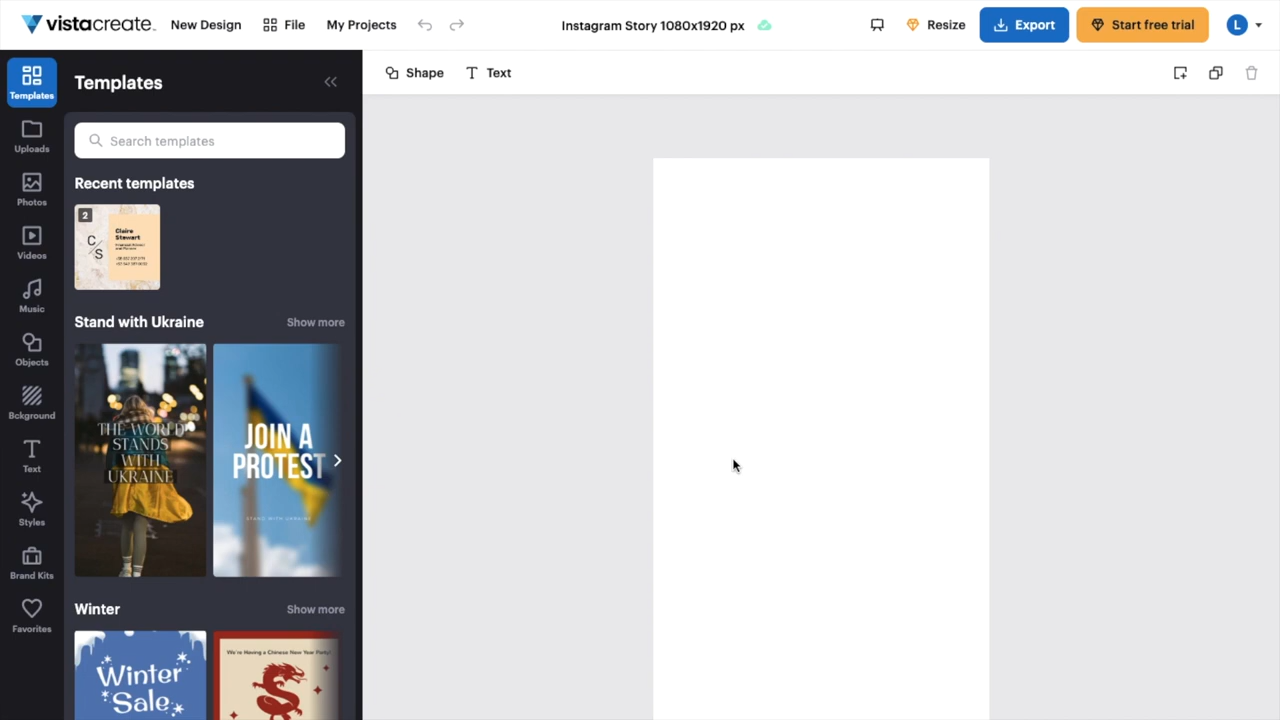 vistacreate
New Design
File
My Projects
Instagram Story 1080x1920 px
Resize
Export
Start free trial
L
Templates
Uploads
Photos
Videos
Music
Objects
Bckground
Text
Styles
Brand Kits
Favorites
Templates
Search templates
Recent templates
2
C
S
Claire
Stewart
Stand with Ukraine
Show more
THE WORLD
STANDS
WITH
UKRAINE
JOIN A
PROTEST
STAND WITH UKRAINE
Winter
Show more
Winter
Sale
We're Having a Chinese New Year Party!
Shape
Text